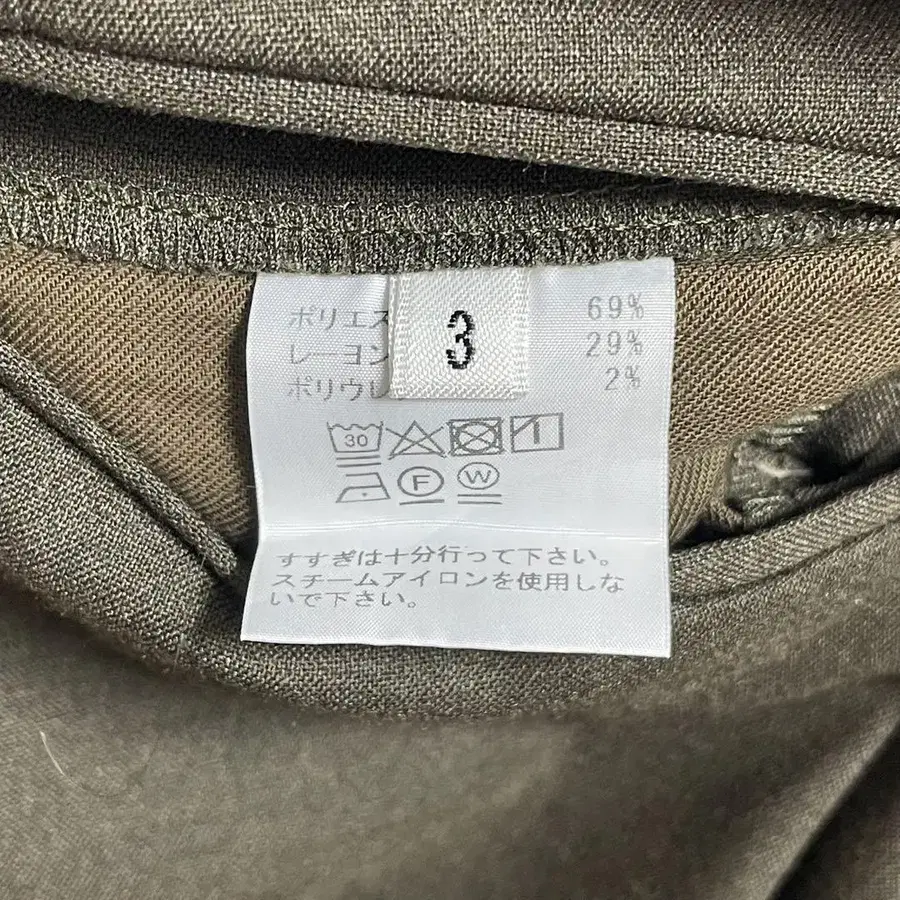 ポリエス 69%
レーヨン 29%
ポリウレ 2%
3
30
F W
すすぎは十分行って下さい。
スチームアイロンを使用しな
いで下さい。